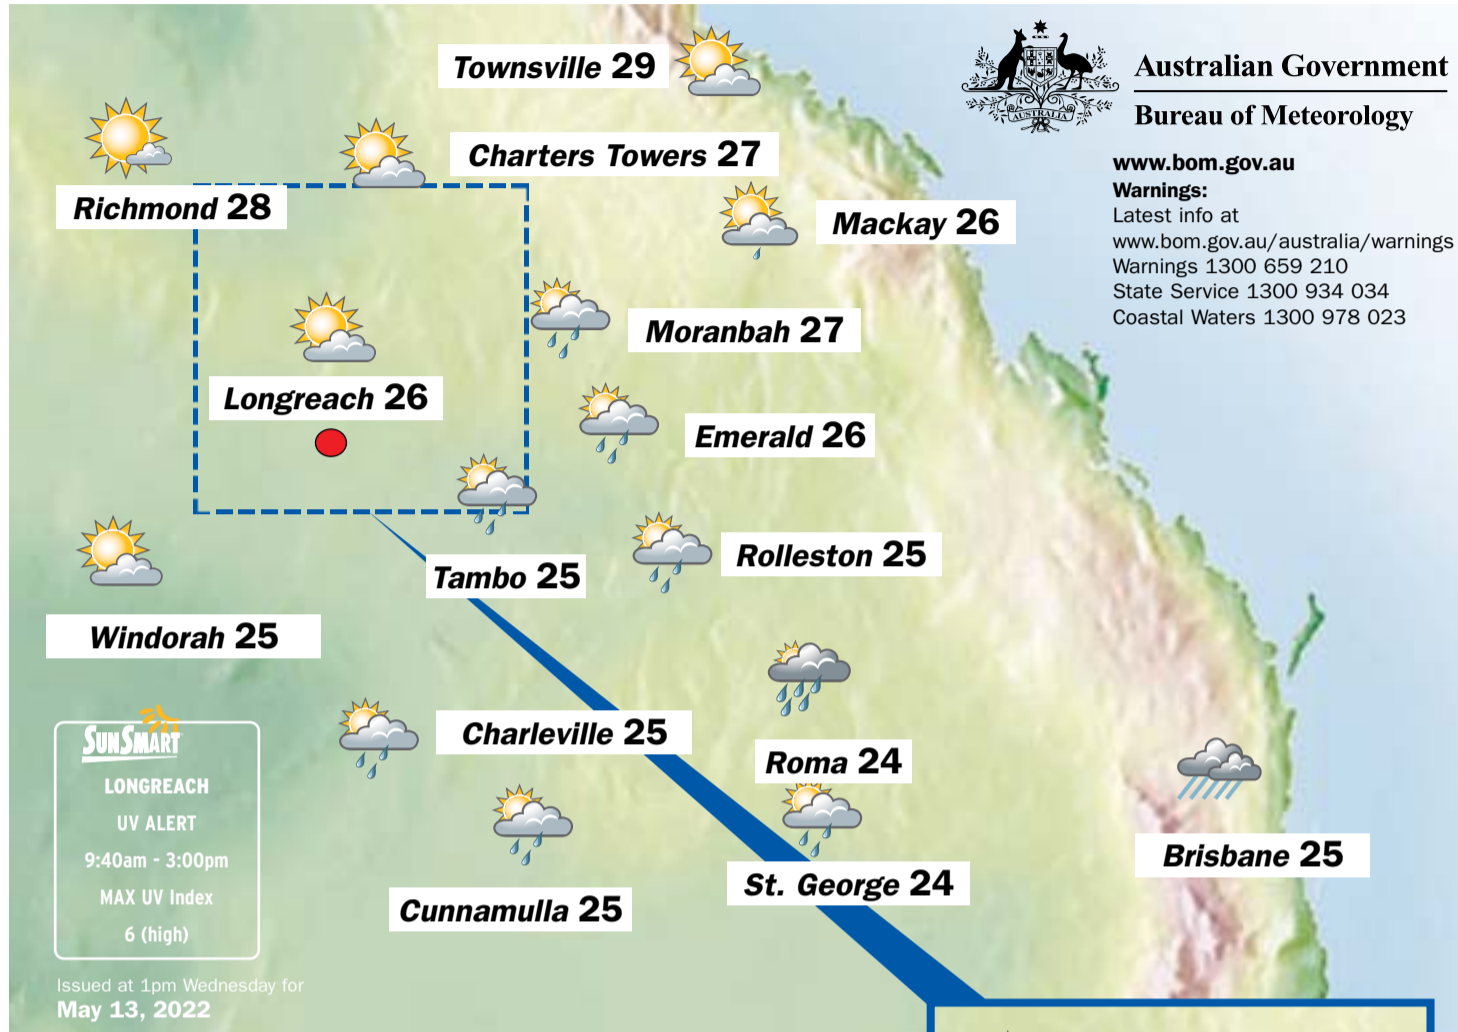 Townsville 29
Australian Government
Bureau of Meteorology
AUSTRALIA
www.bom.gov.au
Warnings:
Latest info at
www.bom.gov.au/australia/warnings
Warnings 1300 659 210
State Service 1300 934 034
Coastal Waters 1300 978 023
Charters Towers 27
Richmond 28
Mackay 26
Moranbah 27
Longreach 26
Emerald 26
Rolleston 25
Tambo 25
Windorah 25
Charleville 25
Roma 24
Brisbane 25
St. George 24
Cunnamulla 25
SUNSMART
LONGREACH
UV ALERT
9:40am - 3:00pm
MAX UV Index
6 (high)
Issued at 1pm Wednesday for
May 13, 2022